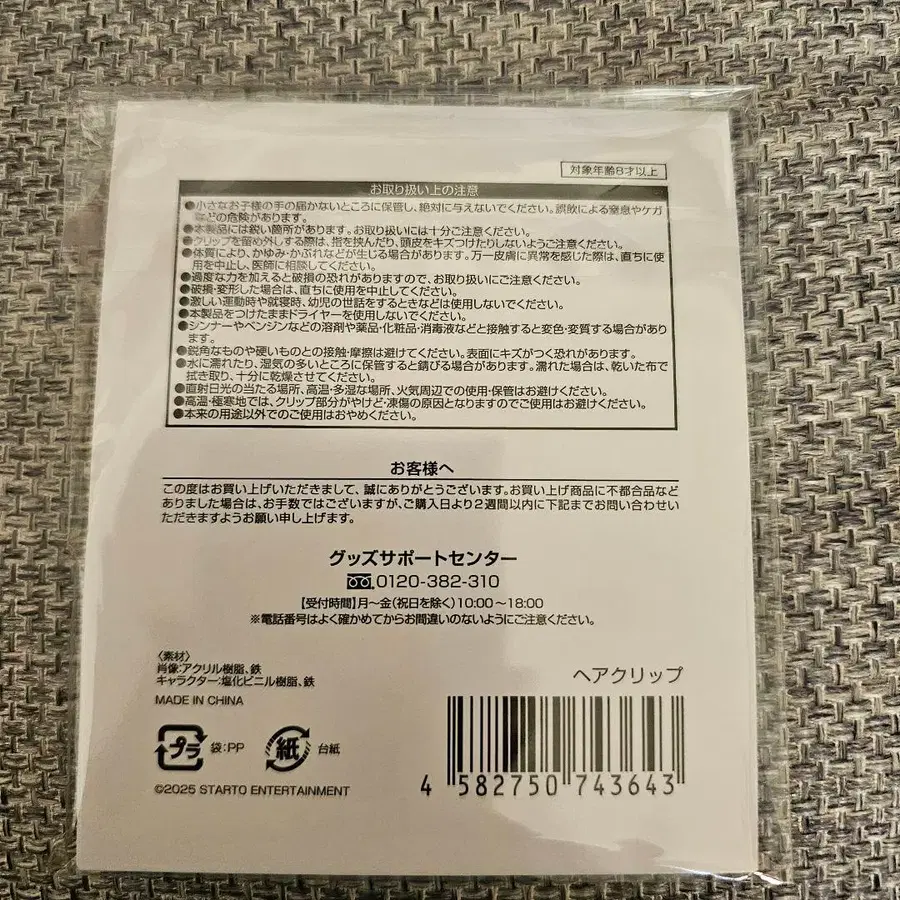 対象年齢8才以上
お取り扱い上の注意
●小さなお子様の手の届かないところに保管し、絶対に与えないでください。誤飲による窒息やケガ
などの危険があります。
●本製品には鋭い箇所があります。お取り扱いには十分ご注意ください。
●クリップを留め外しする際は、指を挟んだり、頭皮をキズつけたりしないようご注意ください。
●体質により、かゆみ・かぶれなどが生じる場合があります。万一皮膚に異常を感じた際は、直ちに使
用を中止し、医師に相談してください。
●過度な力を加えると破損の恐れがありますので、お取り扱いにご注意ください。
●破損・変形した場合は、直ちに使用を中止してください。
●激しい運動時や就寝時、幼児の世話をするときなどは使用しないでください。
●本製品をつけたままドライヤーを使用しないでください。
●シンナーやベンジンなどの溶剤や薬品・化粧品・消毒液などと接触すると変色・変質する場合があり
ます。
●鋭角なものや硬いものとの接触・摩擦は避けてください。表面にキズがつく恐れがあります。
●水に濡れたり、湿気の多いところに保管すると錆びる場合があります。濡れた場合は、乾いた布で
拭き取り、十分に乾燥させてください。
●直射日光の当たる場所、高温・多湿な場所、火気周辺での使用・保管はお避けください。
●高温・極寒地では、クリップ部分がやけど・凍傷の原因となりますのでご使用はお避けください。
●本来の用途以外でのご使用はおやめください。
お客様へ
この度はお買い上げいただきまして、誠にありがとうございます。お買い上げ商品に不都合品など
ありました場合は、お手数ではございますが、ご購入日より2週間以内に下記までお問い合わせい
ただきますようお願い申し上げます。
グッズサポートセンター
0120-382-310
【受付時間】月〜金(祝日を除く)10:00〜18:00
※電話番号はよく確かめてからお間違いのないようにご注意ください。
〈素材〉
肖像:アクリル樹脂、鉄
キャラクター:塩化ビニル樹脂、鉄
MADE IN CHINA
ヘアクリップ
プラ 袋:PP 紙 台紙
©2025 STARTO ENTERTAINMENT
4 582750 743643